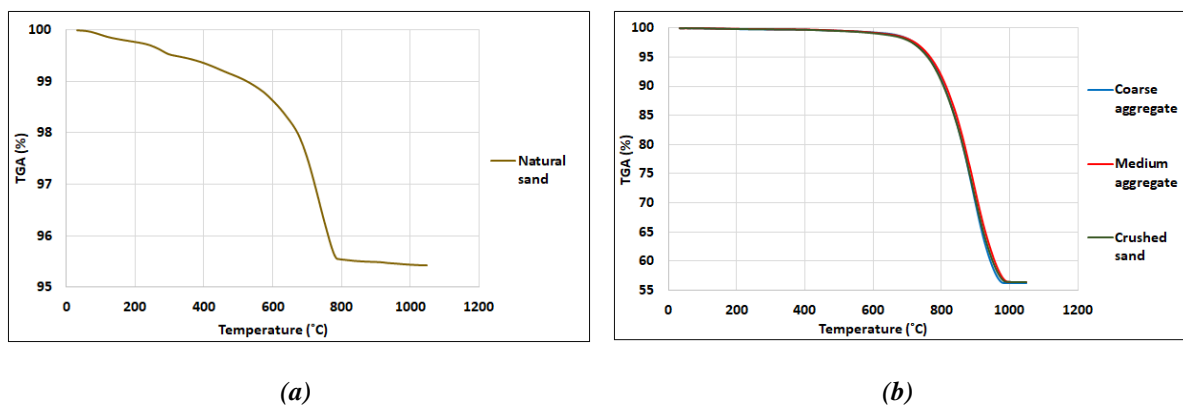 100
99
98
97
96
95
TGA (%)
0 200 400 600 800 1000 1200
Temperature (˚C)
Natural
sand
(a)
100
95
90
85
80
75
70
65
60
55
TGA (%)
0 200 400 600 800 1000 1200
Temperature (˚C)
Coarse
aggregate
Medium
aggregate
Crushed
sand
(b)